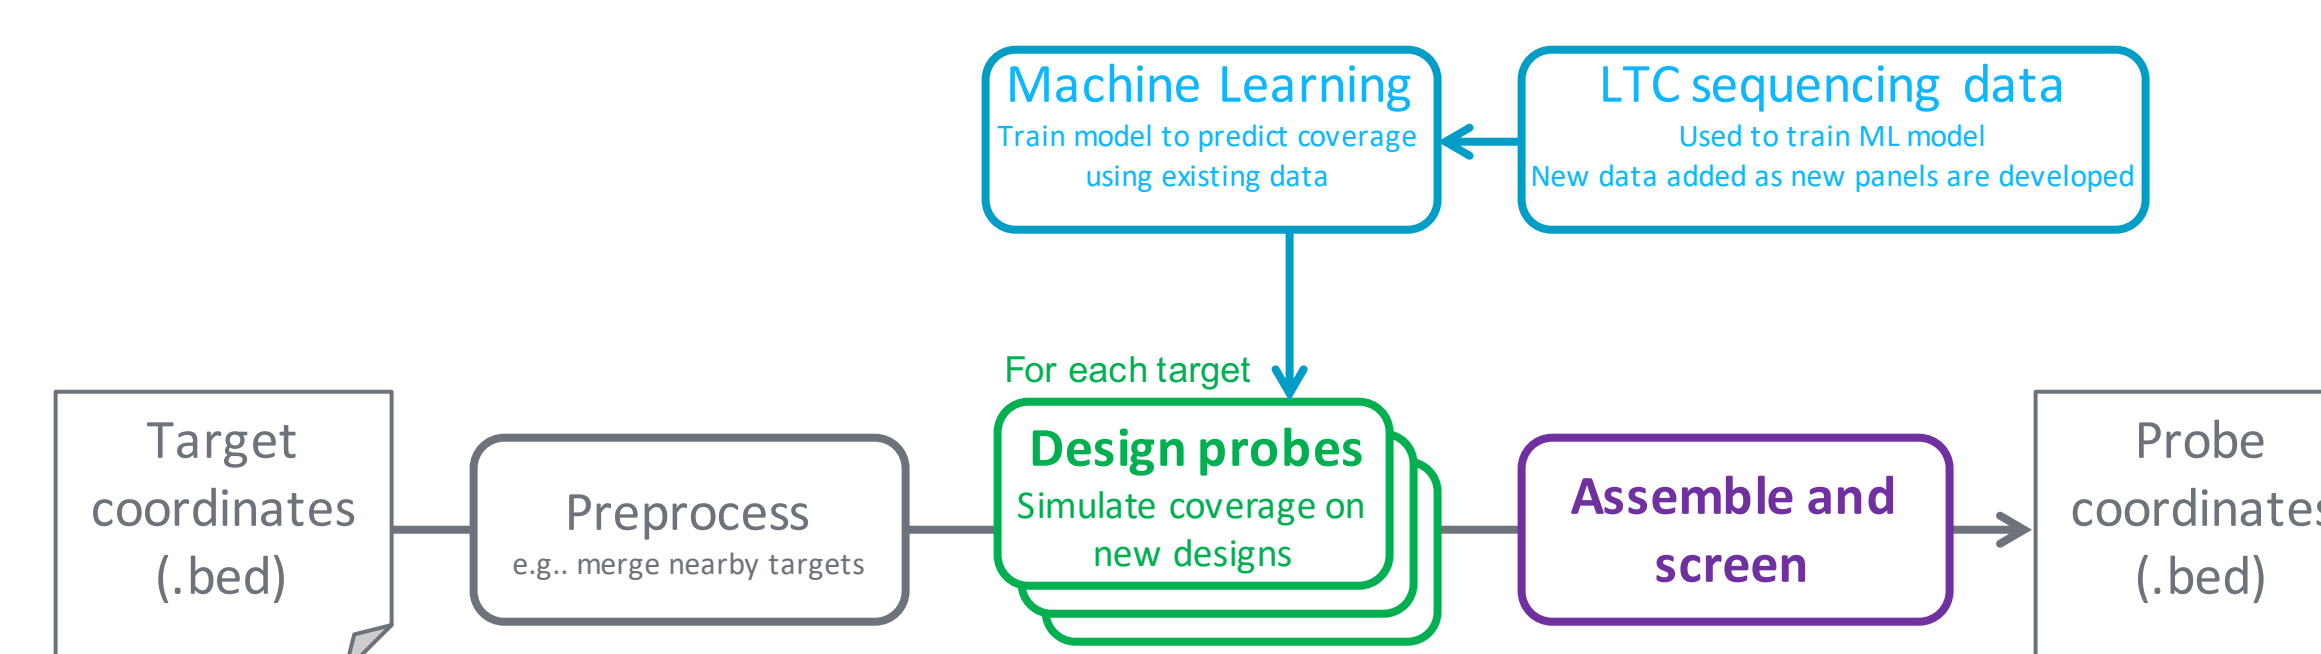 Machine Learning
Train model to predict coverage
using existing data
LTC sequencing data
Used to train ML model
New data added as new panels are developed
For each target
Target
coordinates
(.bed)
Preprocess
e.g.. merge nearby targets
Design probes
Simulate coverage on
new designs
Assemble and
screen
Probe
coordinates
(.bed)